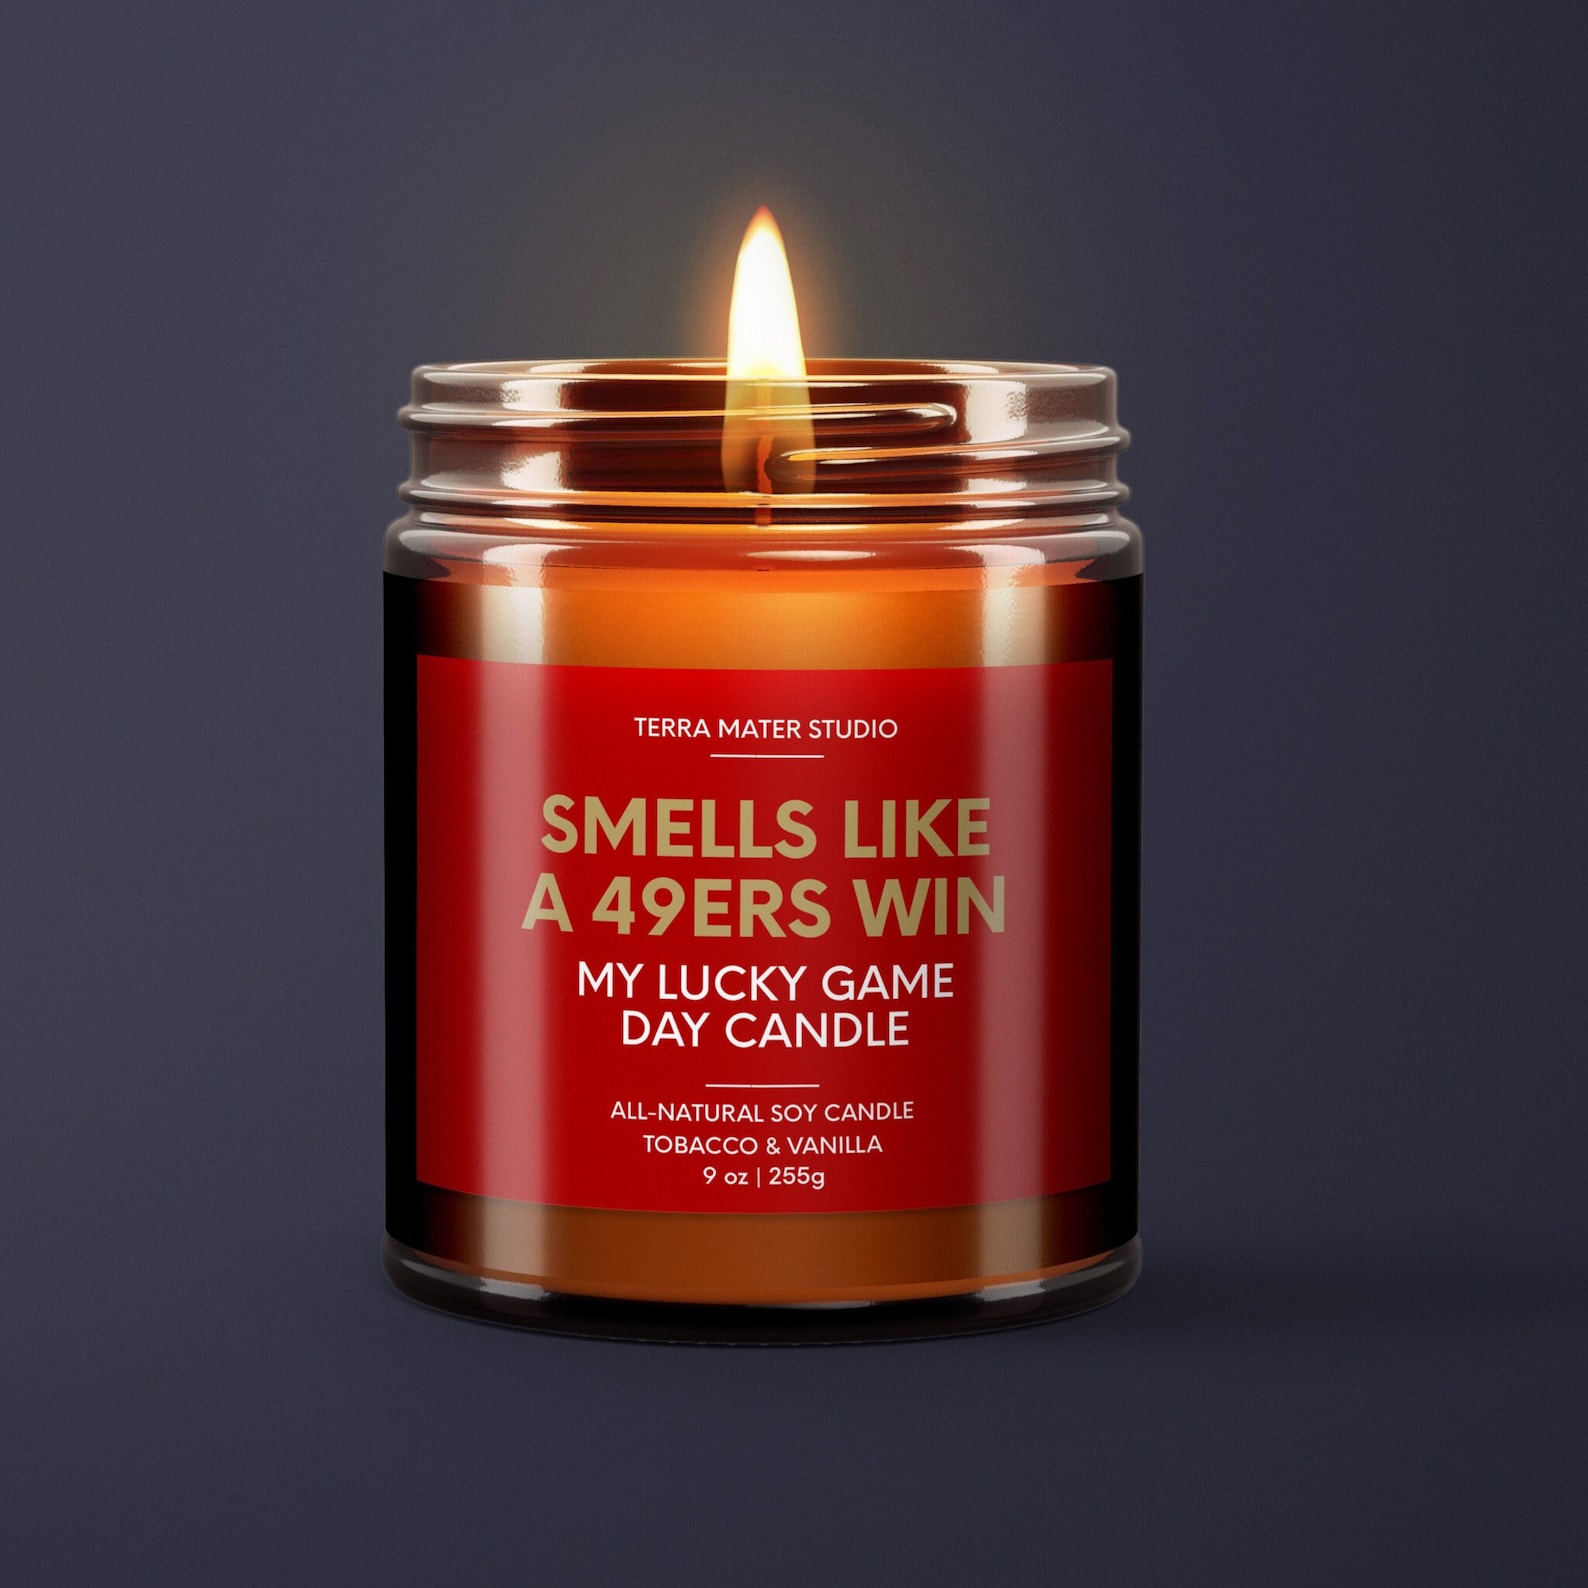 TERRA MATER STUDIO
SMELLS LIKE
A 49ERS WIN
MY LUCKY GAME
DAY CANDLE
ALL-NATURAL SOY CANDLE
TOBACCO & VANILLA
9 oz | 255g